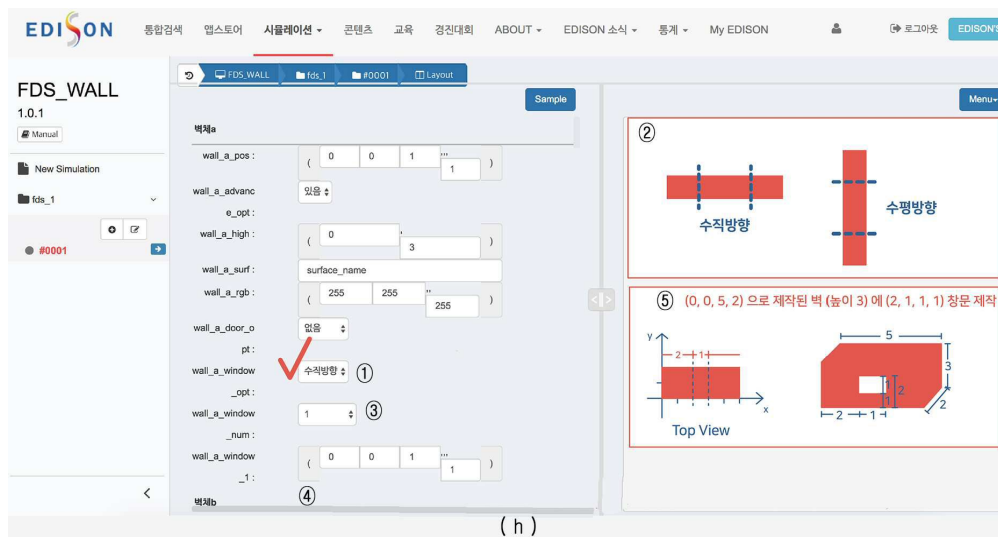 EDISON 통합검색 앱스토어 시뮬레이션 콘텐츠 교육 경진대회 ABOUT EDISON 소식 통계 My EDISON 로그아웃 EDISON'S
FDS_WALL fds_1 #0001 Layout
FDS_WALL
1.0.1
Manual
New Simulation
fds_1
#0001
Sample
벽체a
wall_a_pos : ( 0 0 1 ,,, 1 )
wall_a_advanc 있음
e_opt :
wall_a_high : ( 0 , 3 )
wall_a_surf : surface_name
wall_a_rgb : ( 255 255 ,, 255 )
wall_a_door_o 없음
pt :
wall_a_window 수직방향 ①
_opt :
wall_a_window 1 ③
_num :
wall_a_window ( 0 0 1 ,,, 1 )
_1 :
④
벽체b
Menu
②
수직방향
수평방향
⑤ (0, 0, 5, 2) 으로 제작된 벽 (높이 3) 에 (2, 1, 1, 1) 창문 제작
y
2 1
x
Top View
5
3
1 2
1
2 1
2
( h )